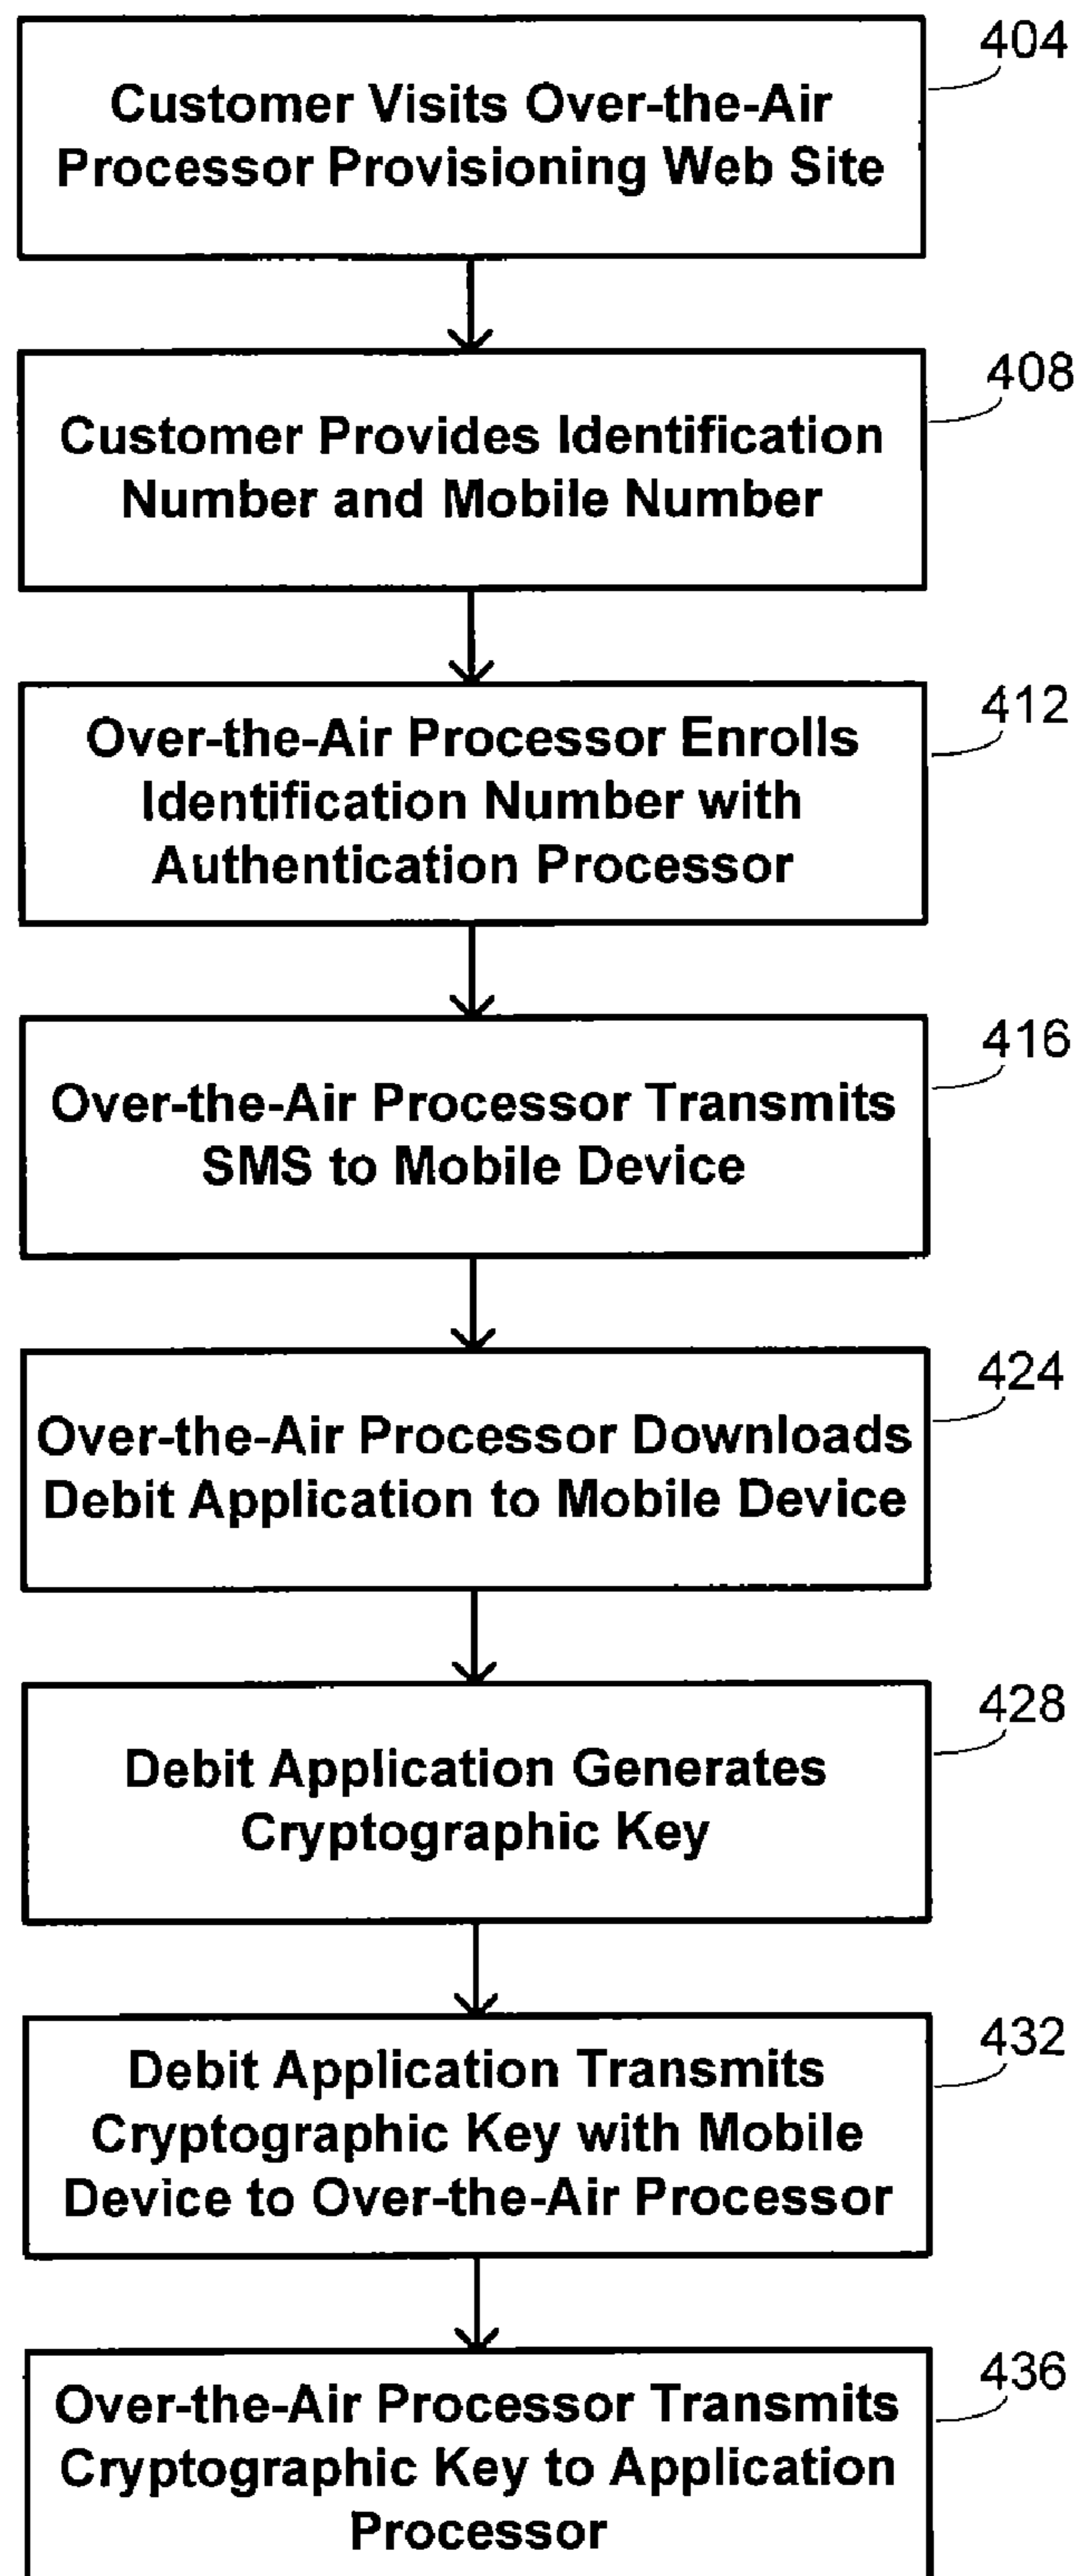 404
Customer Visits Over-the-Air
Processor Provisioning Web Site
408
Customer Provides Identification
Number and Mobile Number
412
Over-the-Air Processor Enrolls
Identification Number with
Authentication Processor
416
Over-the-Air Processor Transmits
SMS to Mobile Device
424
Over-the-Air Processor Downloads
Debit Application to Mobile Device
428
Debit Application Generates
Cryptographic Key
432
Debit Application Transmits
Cryptographic Key with Mobile
Device to Over-the-Air Processor
436
Over-the-Air Processor Transmits
Cryptographic Key to Application
Processor